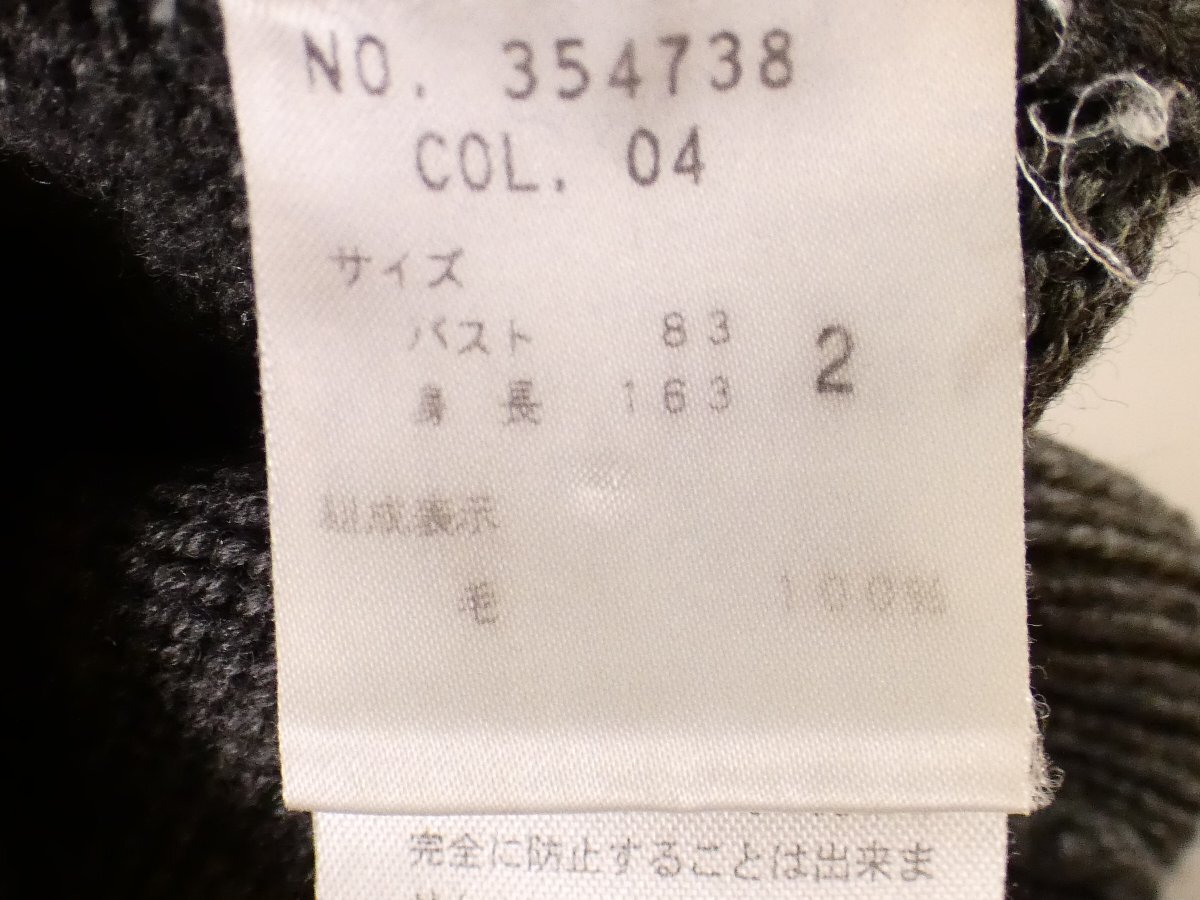 NO. 354738
COL. 04
サイズ
バスト 83 2
身長 163
組成表示
毛 100%
完全に防止することは出来ま